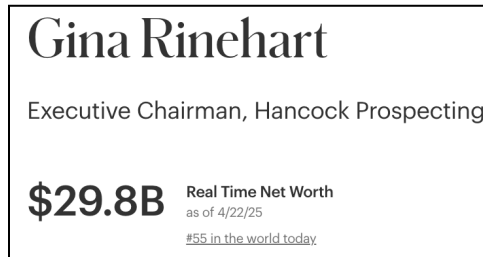 Gina Rinehart
Executive Chairman, Hancock Prospecting
$29.8B
Real Time Net Worth
as of 4/22/25
#55 in the world today